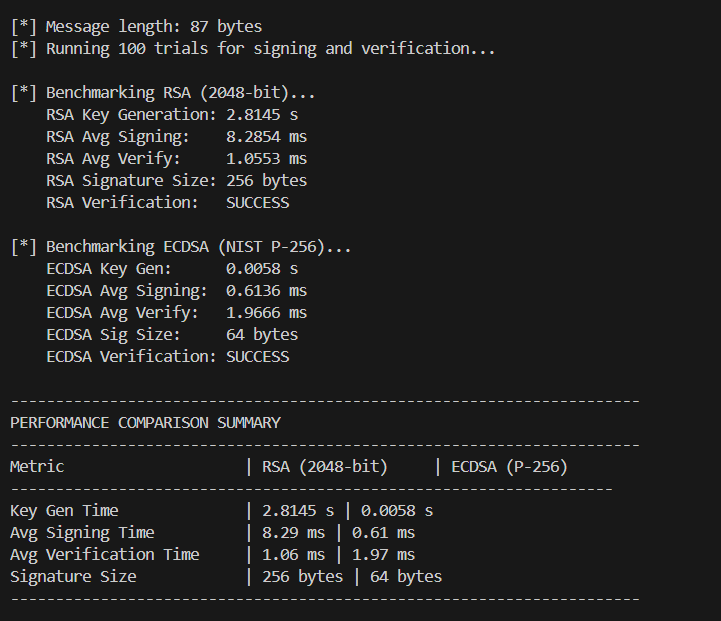 [*] Message length: 87 bytes
[*] Running 100 trials for signing and verification...
[*] Benchmarking RSA (2048-bit)...
    RSA Key Generation: 2.8145 s
    RSA Avg Signing:    8.2854 ms
    RSA Avg Verify:     1.0553 ms
    RSA Signature Size: 256 bytes
    RSA Verification:   SUCCESS
[*] Benchmarking ECDSA (NIST P-256)...
    ECDSA Key Gen:      0.0058 s
    ECDSA Avg Signing:  0.6136 ms
    ECDSA Avg Verify:   1.9666 ms
    ECDSA Sig Size:     64 bytes
    ECDSA Verification: SUCCESS
----------------------------------------------------------------------
PERFORMANCE COMPARISON SUMMARY
----------------------------------------------------------------------
Metric                    | RSA (2048-bit)     | ECDSA (P-256)
-------------------------------------------------------------------
Key Gen Time              | 2.8145 s | 0.0058 s
Avg Signing Time          | 8.29 ms | 0.61 ms
Avg Verification Time     | 1.06 ms | 1.97 ms
Signature Size            | 256 bytes | 64 bytes
----------------------------------------------------------------------